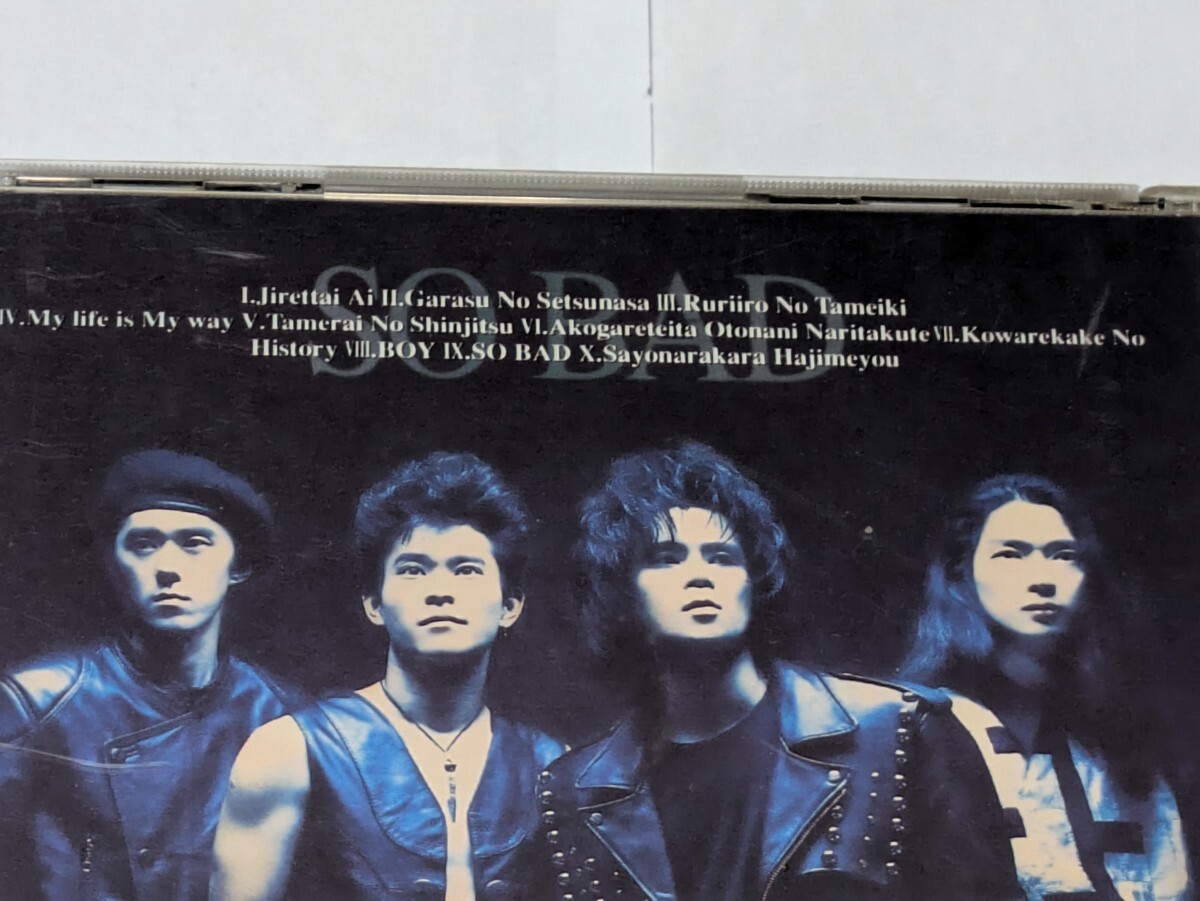 SO BAD
I.Jirettai Ai II.Garasu No Setsunasa III.Ruriiro No Tameiki
IV.My life is My way V.Tamerai No Shinjitsu VI.Akogareteita Otonani Naritakute VII.Kowarekake No
History VIII.BOY IX.SO BAD X.Sayonarakara Hajimeyou